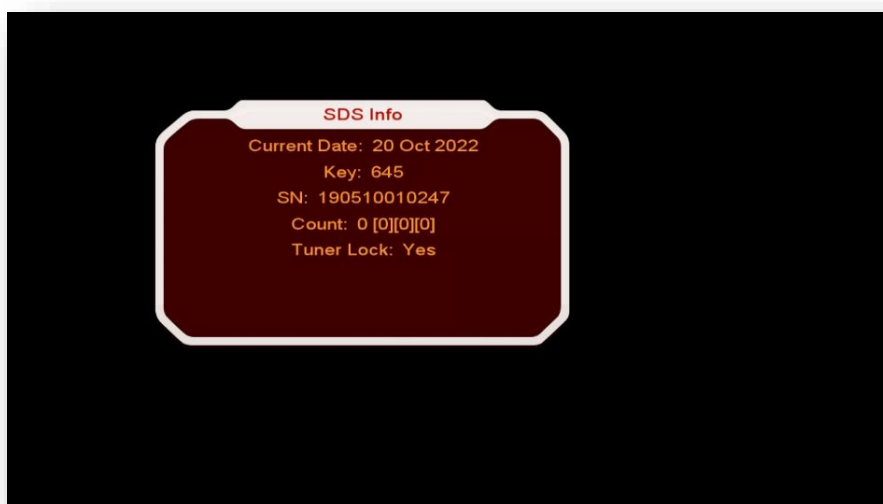 SDS Info
Current Date: 20 Oct 2022
Key: 645
SN: 190510010247
Count: 0 [0][0][0]
Tuner Lock: Yes